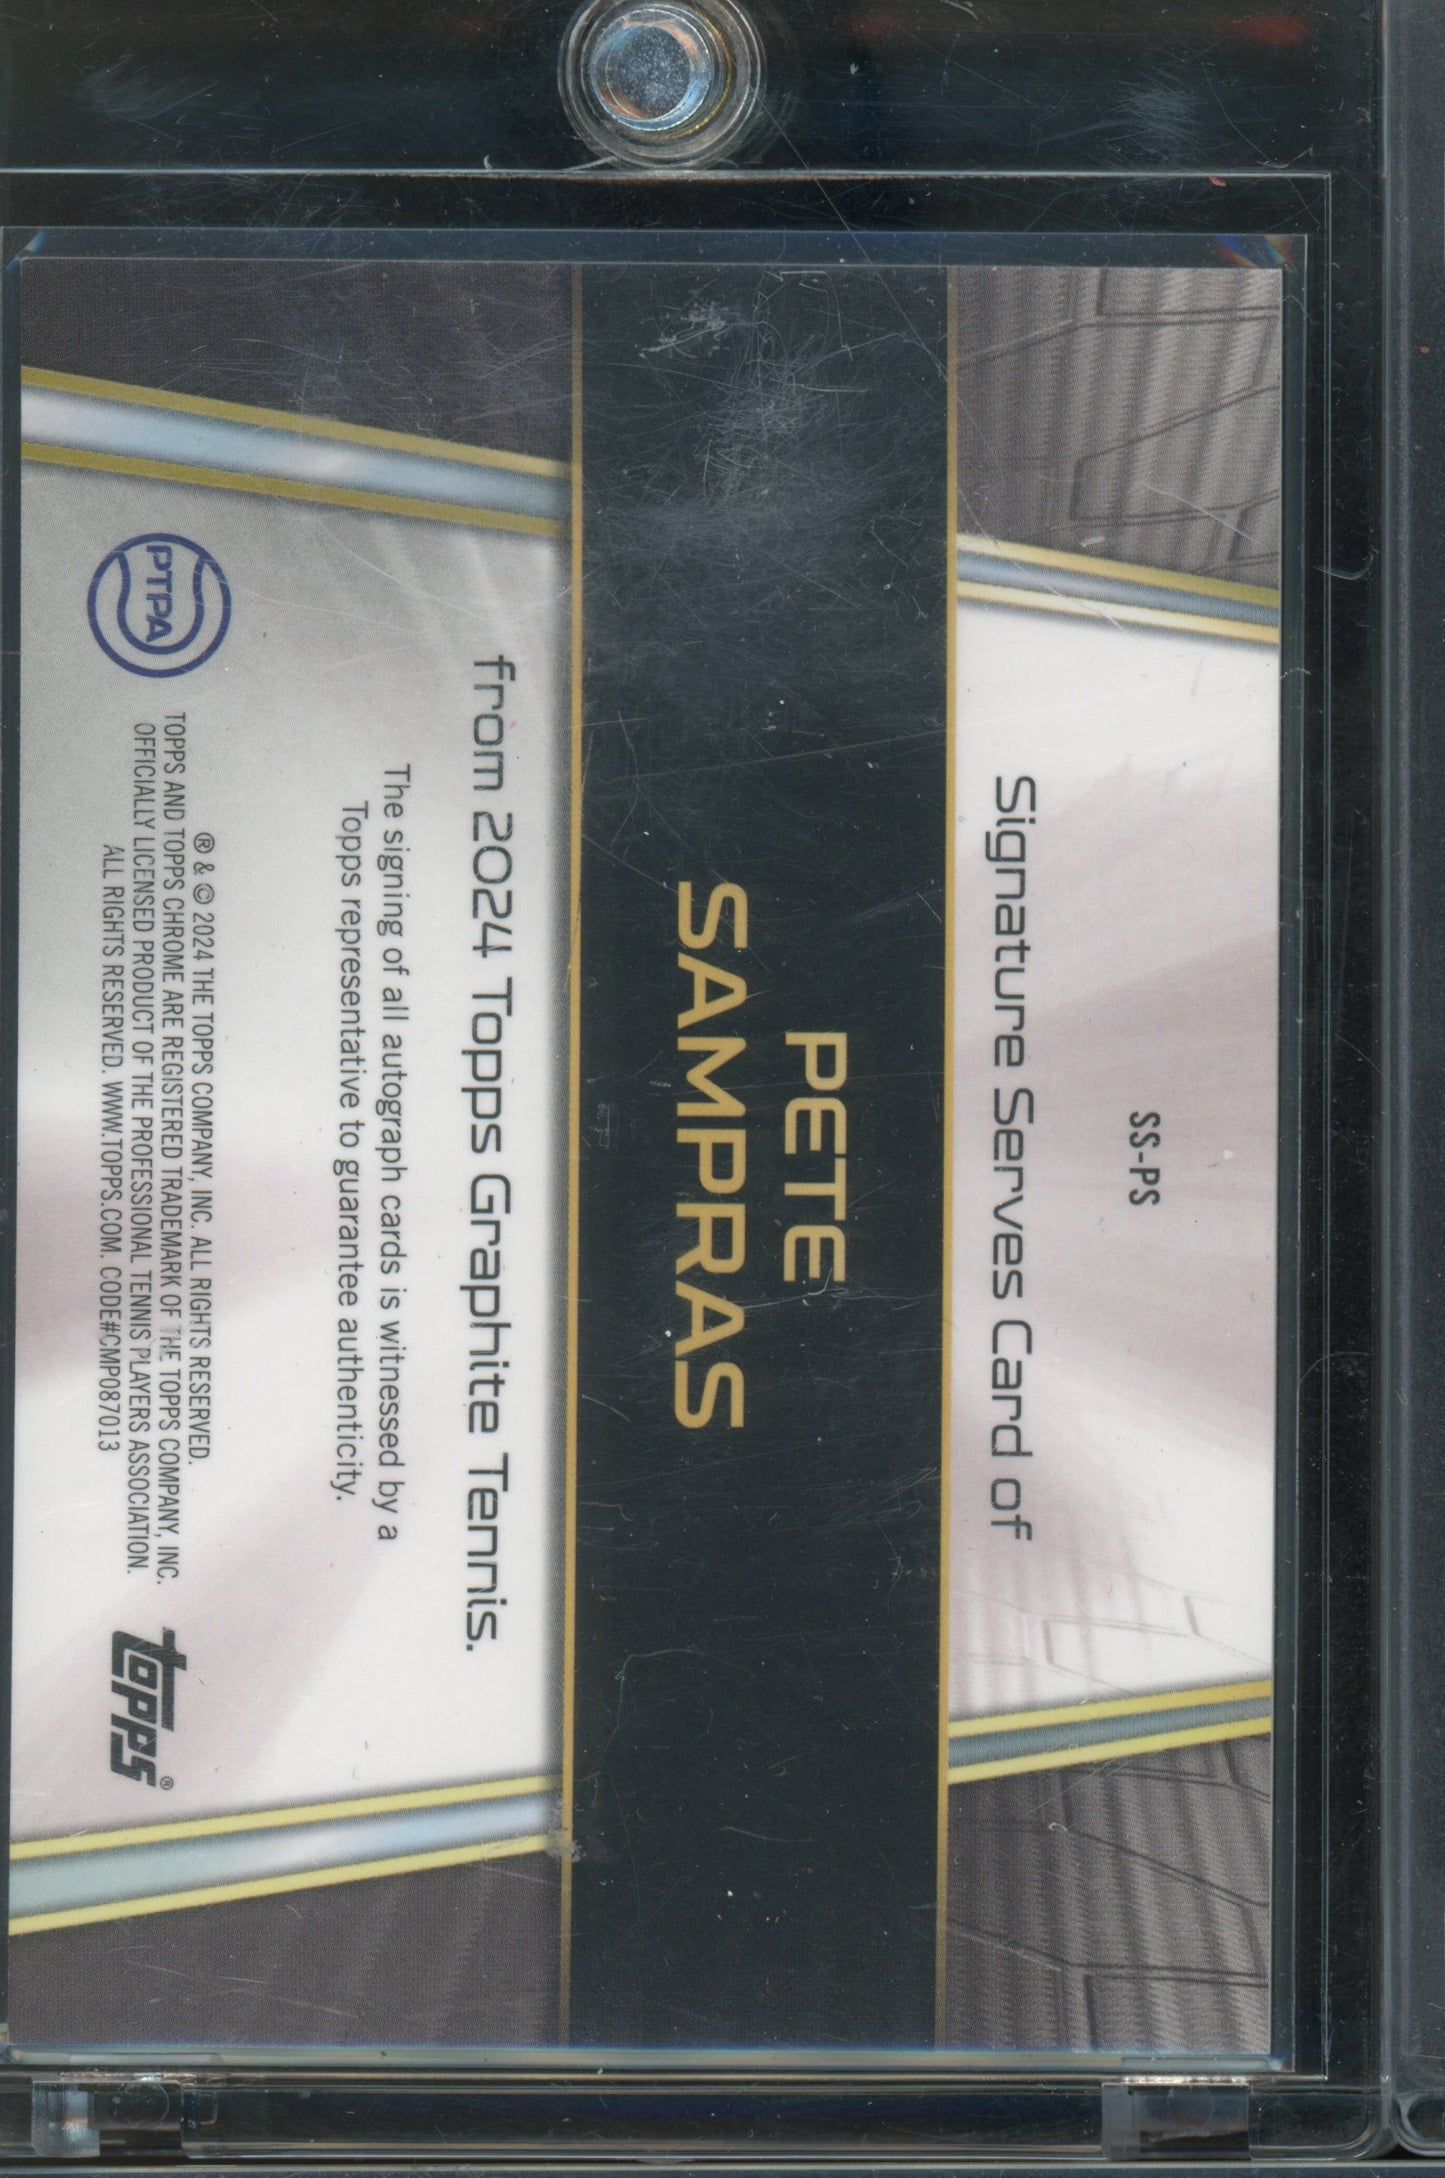 SS-PS
Signature Serves Card of
PETE
SAMPRAS
from 2024 Topps Graphite Tennis.
The signing of all autograph cards is witnessed by a
Topps representative to guarantee authenticity.
PTPA
® & © 2024 THE TOPPS COMPANY, INC. ALL RIGHTS RESERVED.
TOPPS AND TOPPS CHROME ARE REGISTERED TRADEMARK OF THE TOPPS COMPANY, INC.
OFFICIALLY LICENSED PRODUCT OF THE PROFESSIONAL TENNIS PLAYERS ASSOCIATION.
ALL RIGHTS RESERVED. WWW.TOPPS.COM. CODE#CMP087013
topps®